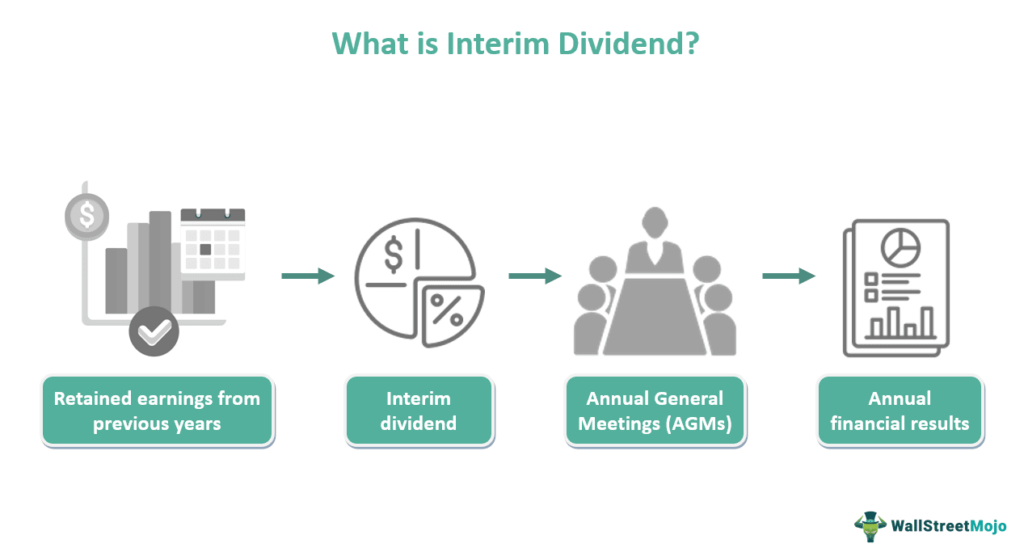 What is Interim Dividend?
$
$
%
Retained earnings from
previous years
Interim
dividend
Annual General
Meetings (AGMs)
Annual
financial results
WallStreetMojo